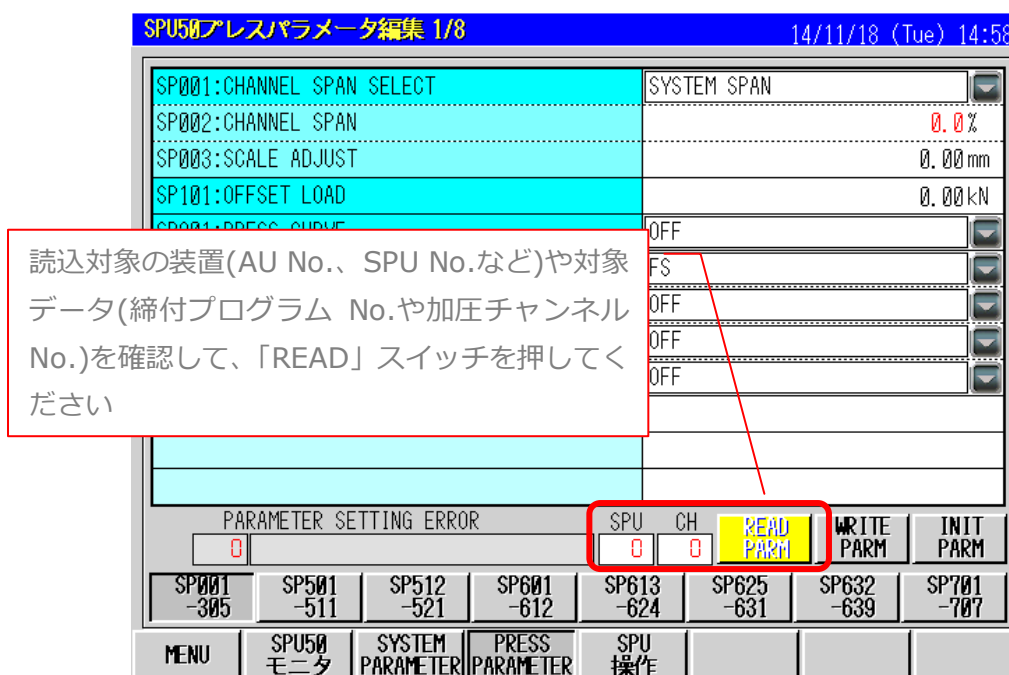 SPU50プレスパラメータ編集 1/8
14/11/18 (Tue) 14:58
SP001:CHANNEL SPAN SELECT SYSTEM SPAN
SP002:CHANNEL SPAN 0.0%
SP003:SCALE ADJUST 0.00mm
SP101:OFFSET LOAD 0.00kN
OFF
FS
OFF
OFF
OFF
読込対象の装置(AU No.、SPU No.など)や対象
データ(締付プログラム No.や加圧チャンネル
No.)を確認して、「READ」スイッチを押してく
ださい
PARAMETER SETTING ERROR
0
SPU CH
0 0
READ
PARM
WRITE
PARM
INIT
PARM
SP001
-305
SP501
-511
SP512
-521
SP601
-612
SP613
-624
SP625
-631
SP632
-639
SP701
-707
MENU
SPU50
モニタ
SYSTEM
PARAMETER
PRESS
PARAMETER
SPU
操作